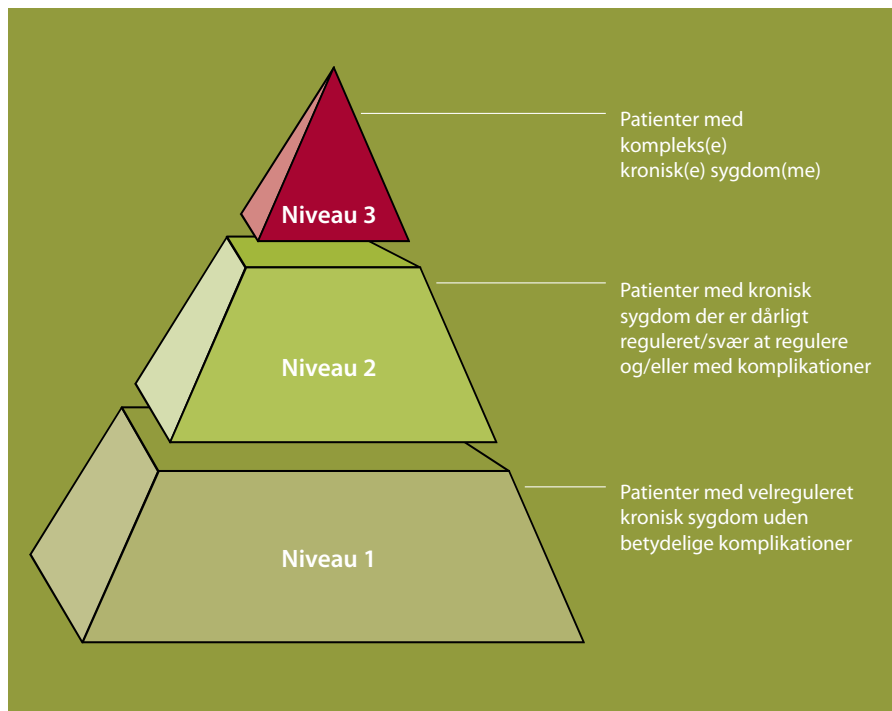 Patienter med
kompleks(e)
kronisk(e) sygdom(me)
Niveau 3
Patienter med kronisk
sygdom der er dårligt
reguleret/svær at regulere
og/eller med komplikationer
Niveau 2
Patienter med velreguleret
kronisk sygdom uden
betydelige komplikationer
Niveau 1